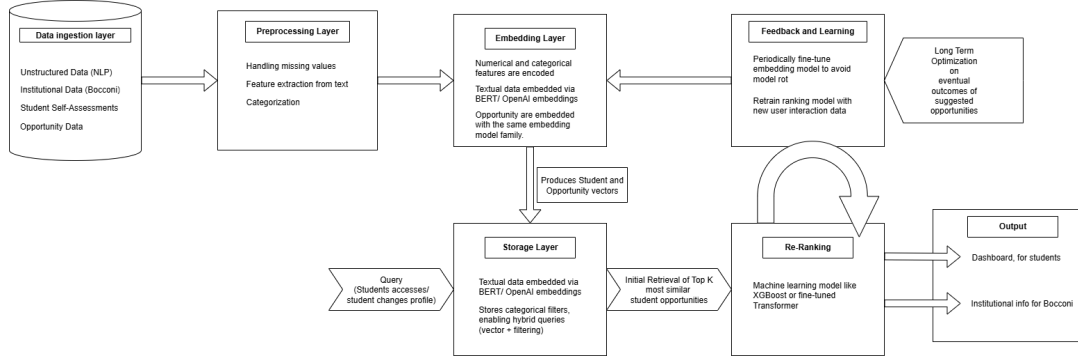 Data ingestion layer
Unstructured Data (NLP)
Institutional Data (Bocconi)
Student Self-Assessments
Opportunity Data
Preprocessing Layer
Handling missing values
Feature extraction from text
Categorization
Embedding Layer
Numerical and categorical
features are encoded
Textual data embedded via
BERT/ OpenAI embeddings
Opportunity are embedded
with the same embedding
model family.
Feedback and Learning
Periodically fine-tune
embedding model to avoid
model rot
Retrain ranking model with
new user interaction data
Long Term
Optimization
on
eventual
outcomes of
suggested
opportunities
Produces Student and
Opportunity vectors
Query
(Students accesses/
student changes profile)
Storage Layer
Textual data embedded via
BERT/ OpenAI embeddings
Stores categorical filters,
enabling hybrid queries
(vector + filtering)
Initial Retrieval of Top K
most similar
student opportunities
Re-Ranking
Machine learning model like
XGBoost or fine-tuned
Transformer
Output
Dashboard, for students
Institutional info for Bocconi